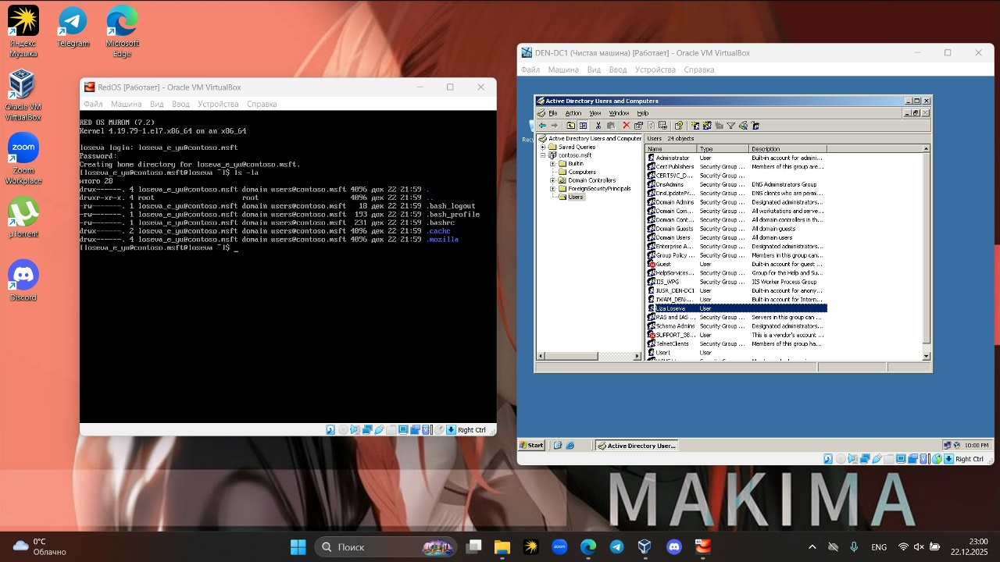 Яндекс Музыка
Telegram
Microsoft Edge
Oracle VM VirtualBox
zoom
Zoom Workplace
µTorrent
Discord
RedOS [Работает] - Oracle VM VirtualBox
Файл Машина Вид Ввод Устройства Справка
RED OS MUROM (7.2)
Kernel 4.19.79-1.el7.x86_64 on an x86_64
loseva login: loseva_e_yu@contoso.msft
Password:
Creating home directory for loseva_e_yu@contoso.msft.
[loseva_e_yu@contoso.msft@loseva ~]$ ls -la
итого 28
drwx------. 4 loseva_e_yu@contoso.msft domain users@contoso.msft 4096 дек 22 21:59 .
drwxr-xr-x. 4 root root 4096 дек 22 21:59 ..
-rw-------. 1 loseva_e_yu@contoso.msft domain users@contoso.msft 18 дек 22 21:59 .bash_logout
-rw-------. 1 loseva_e_yu@contoso.msft domain users@contoso.msft 193 дек 22 21:59 .bash_profile
-rw-------. 1 loseva_e_yu@contoso.msft domain users@contoso.msft 231 дек 22 21:59 .bashrc
drwx------. 2 loseva_e_yu@contoso.msft domain users@contoso.msft 4096 дек 22 21:59 .cache
drwx------. 4 loseva_e_yu@contoso.msft domain users@contoso.msft 4096 дек 22 21:59 .mozilla
[loseva_e_yu@contoso.msft@loseva ~]$ _
Right Ctrl
DEN-DC1 (Чистая машина) [Работает] - Oracle VM VirtualBox
Файл Машина Вид Ввод Устройства Справка
Recy
Active Directory Users and Computers
File Action View Window Help
Active Directory Users and Computer
Saved Queries
contoso.msft
Builtin
Computers
Domain Controllers
ForeignSecurityPrincipals
Users
Users 24 objects
Name Type Description
Administrator User Built-in account for admini...
Cert Publishers Security Group ... Members of this group are...
CERTSVC_D... Security Group ...
DnsAdmins Security Group ... DNS Administrators Group
DnsUpdatePr... Security Group ... DNS clients who are permi...
Domain Admins Security Group ... Designated administrators...
Domain Com... Security Group ... All workstations and serve...
Domain Cont... Security Group ... All domain controllers in th...
Domain Guests Security Group ... All domain guests
Domain Users Security Group ... All domain users
Enterprise A... Security Group ... Designated administrators...
Group Policy ... Security Group ... Members in this group can...
Guest User Built-in account for guest ...
HelpServices... Security Group ... Group for the Help and Su...
IIS_WPG Security Group ... IIS Worker Process Group
IUSR_DEN-DC1 User Built-in account for anony...
IWAM_DEN-... User Built-in account for Intern...
Liza Loseva User
RAS and IAS ... Security Group ... Servers in this group can ...
Schema Admins Security Group ... Designated administrators...
SUPPORT_38... User This is a vendor's account ...
TelnetClients Security Group ... Members of this group ha...
User1 User
Start
Active Directory User...
10:00 PM
Right Ctrl
MAKIMA
0°C
Облачно
Поиск
zoom
ENG
23:00
22.12.2025